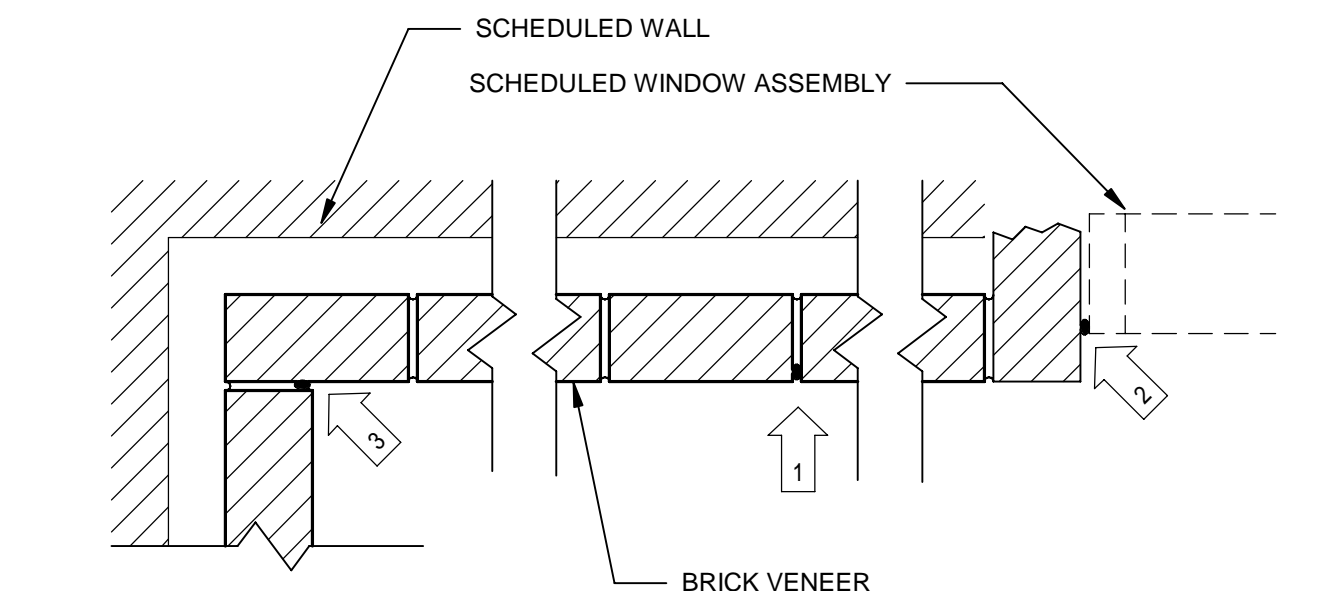 SCHEDULED WALL
SCHEDULED WINDOW ASSEMBLY
2
3
1
BRICK VENEER